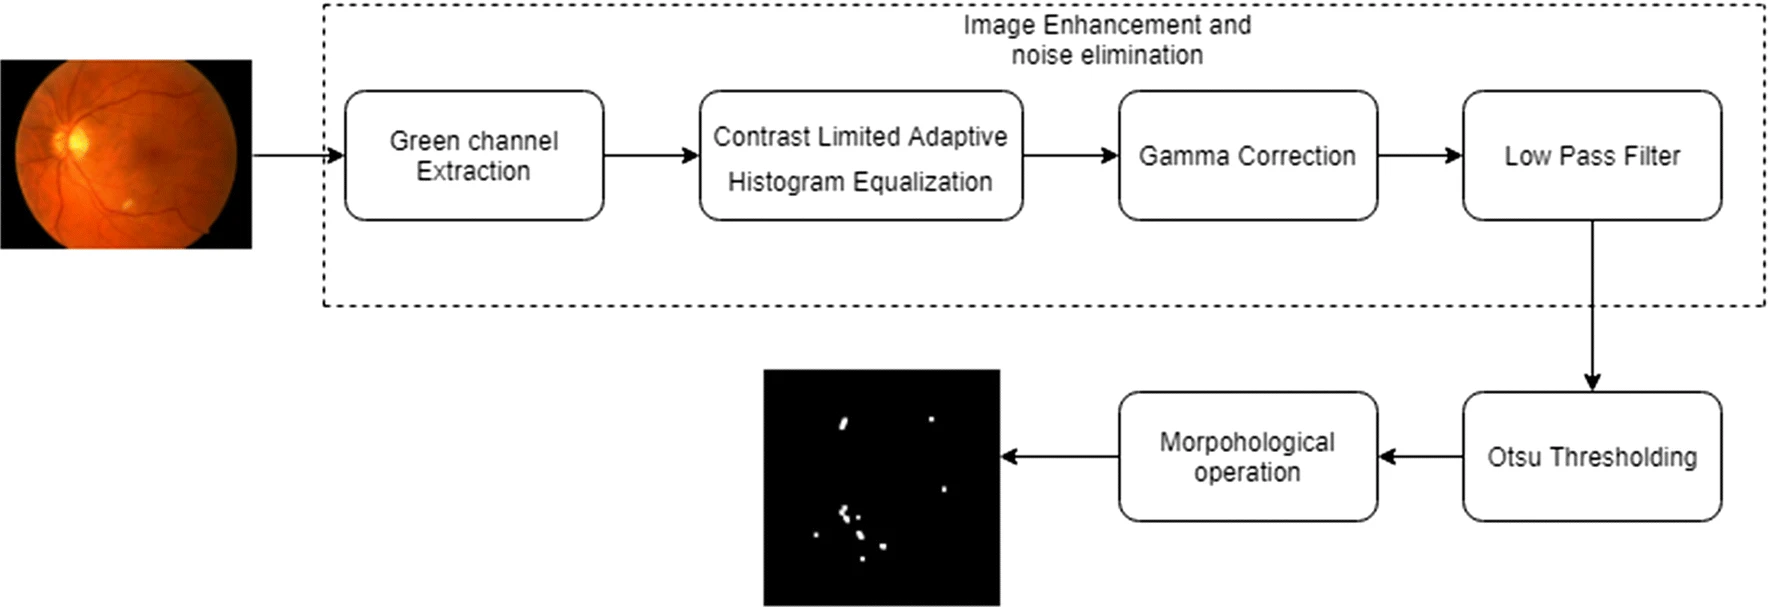 Image Enhancement and
noise elimination
Green channel
Extraction
Contrast Limited Adaptive
Histogram Equalization
Gamma Correction
Low Pass Filter
Otsu Thresholding
Morpohological
operation